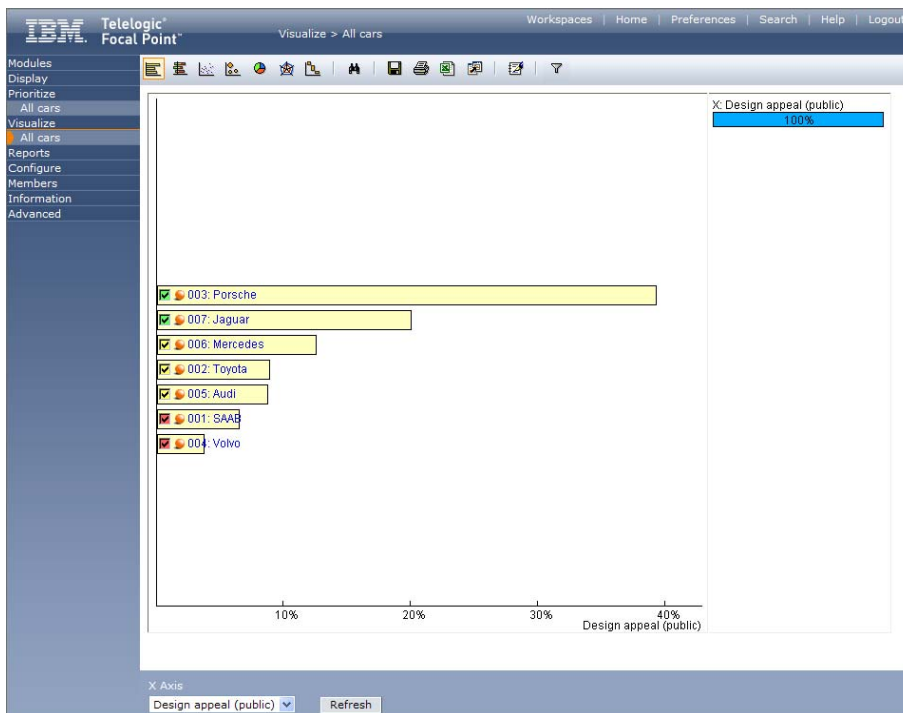 IBM. Telelogic® Focal Point™
Workspaces | Home | Preferences | Search | Help | Logout
Visualize > All cars
Modules
Display
Prioritize
All cars
Visualize
All cars
Reports
Configure
Members
Information
Advanced
X: Design appeal (public)
100%
003: Porsche
007: Jaguar
006: Mercedes
002: Toyota
005: Audi
001: SAAB
004: Volvo
10% 20% 30% 40%
Design appeal (public)
X Axis
Design appeal (public) Refresh